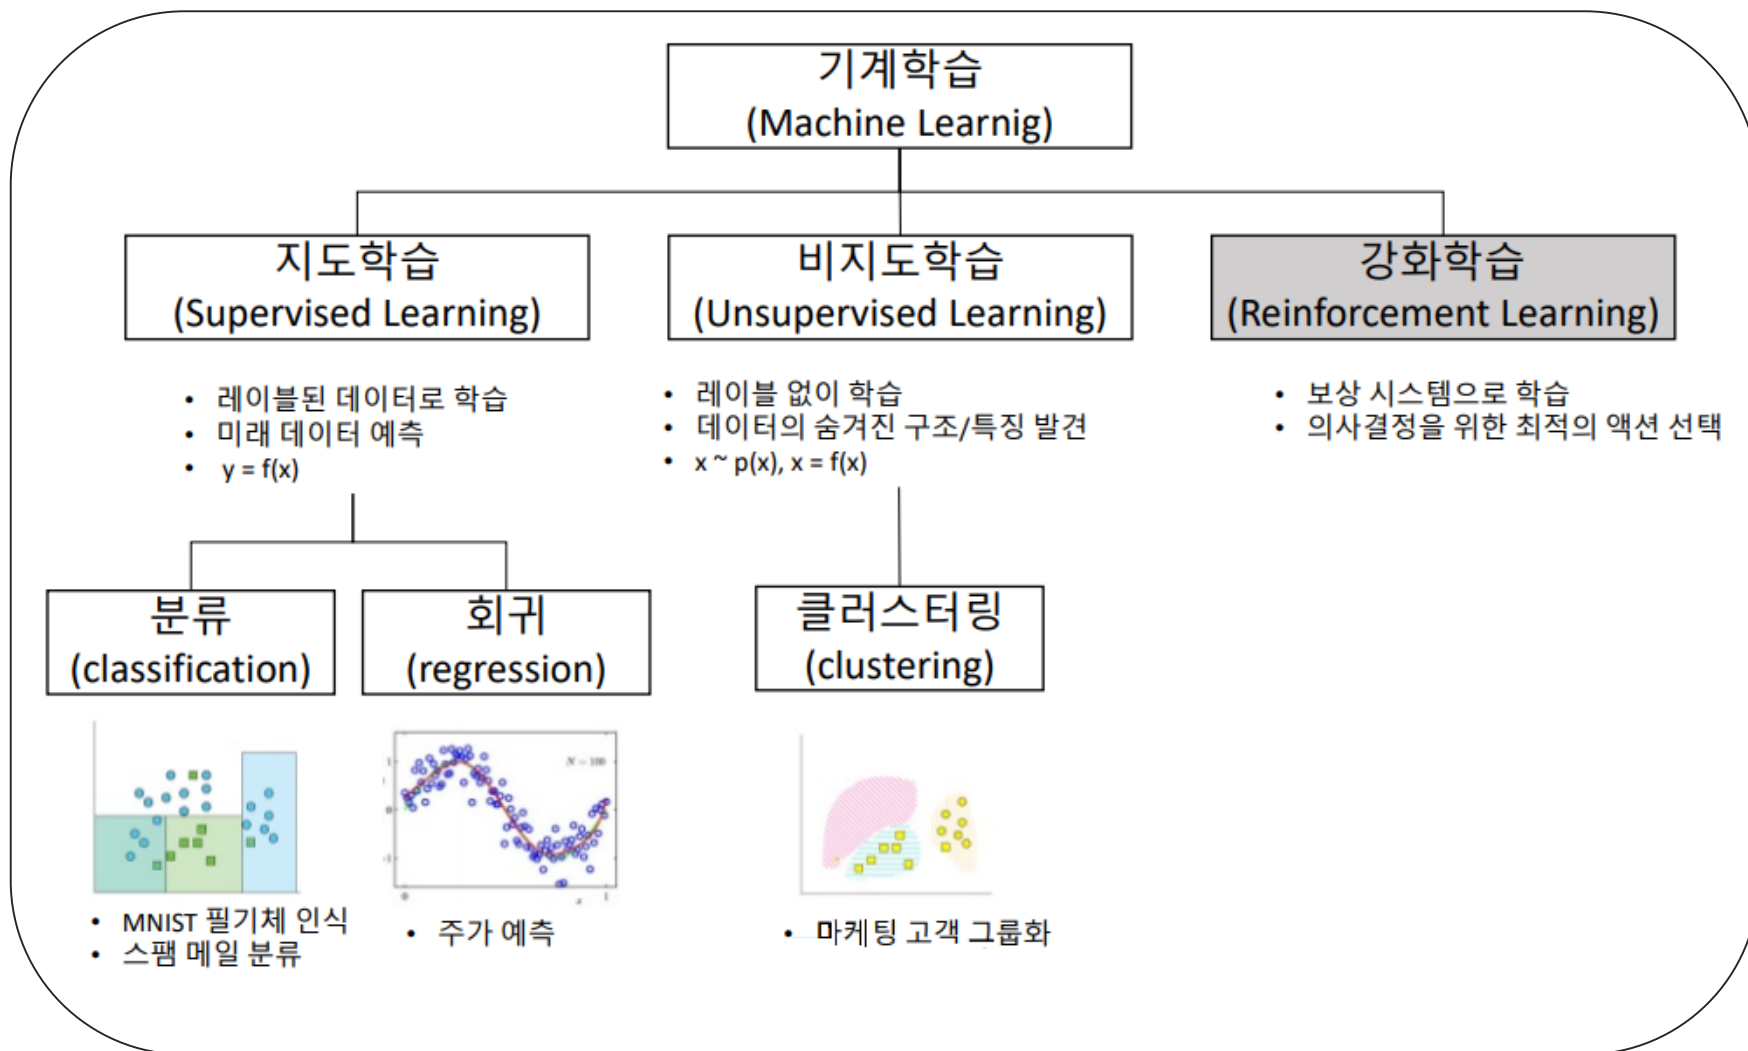 기계학습
(Machine Learnig)
지도학습
(Supervised Learning)
비지도학습
(Unsupervised Learning)
강화학습
(Reinforcement Learning)
• 레이블된 데이터로 학습
• 미래 데이터 예측
• y = f(x)
• 레이블 없이 학습
• 데이터의 숨겨진 구조/특징 발견
• x ~ p(x), x = f(x)
• 보상 시스템으로 학습
• 의사결정을 위한 최적의 액션 선택
분류
(classification)
회귀
(regression)
클러스터링
(clustering)
N = 100
1
0
-1
0
x
1
• MNIST 필기체 인식
• 스팸 메일 분류
• 주가 예측
• 마케팅 고객 그룹화